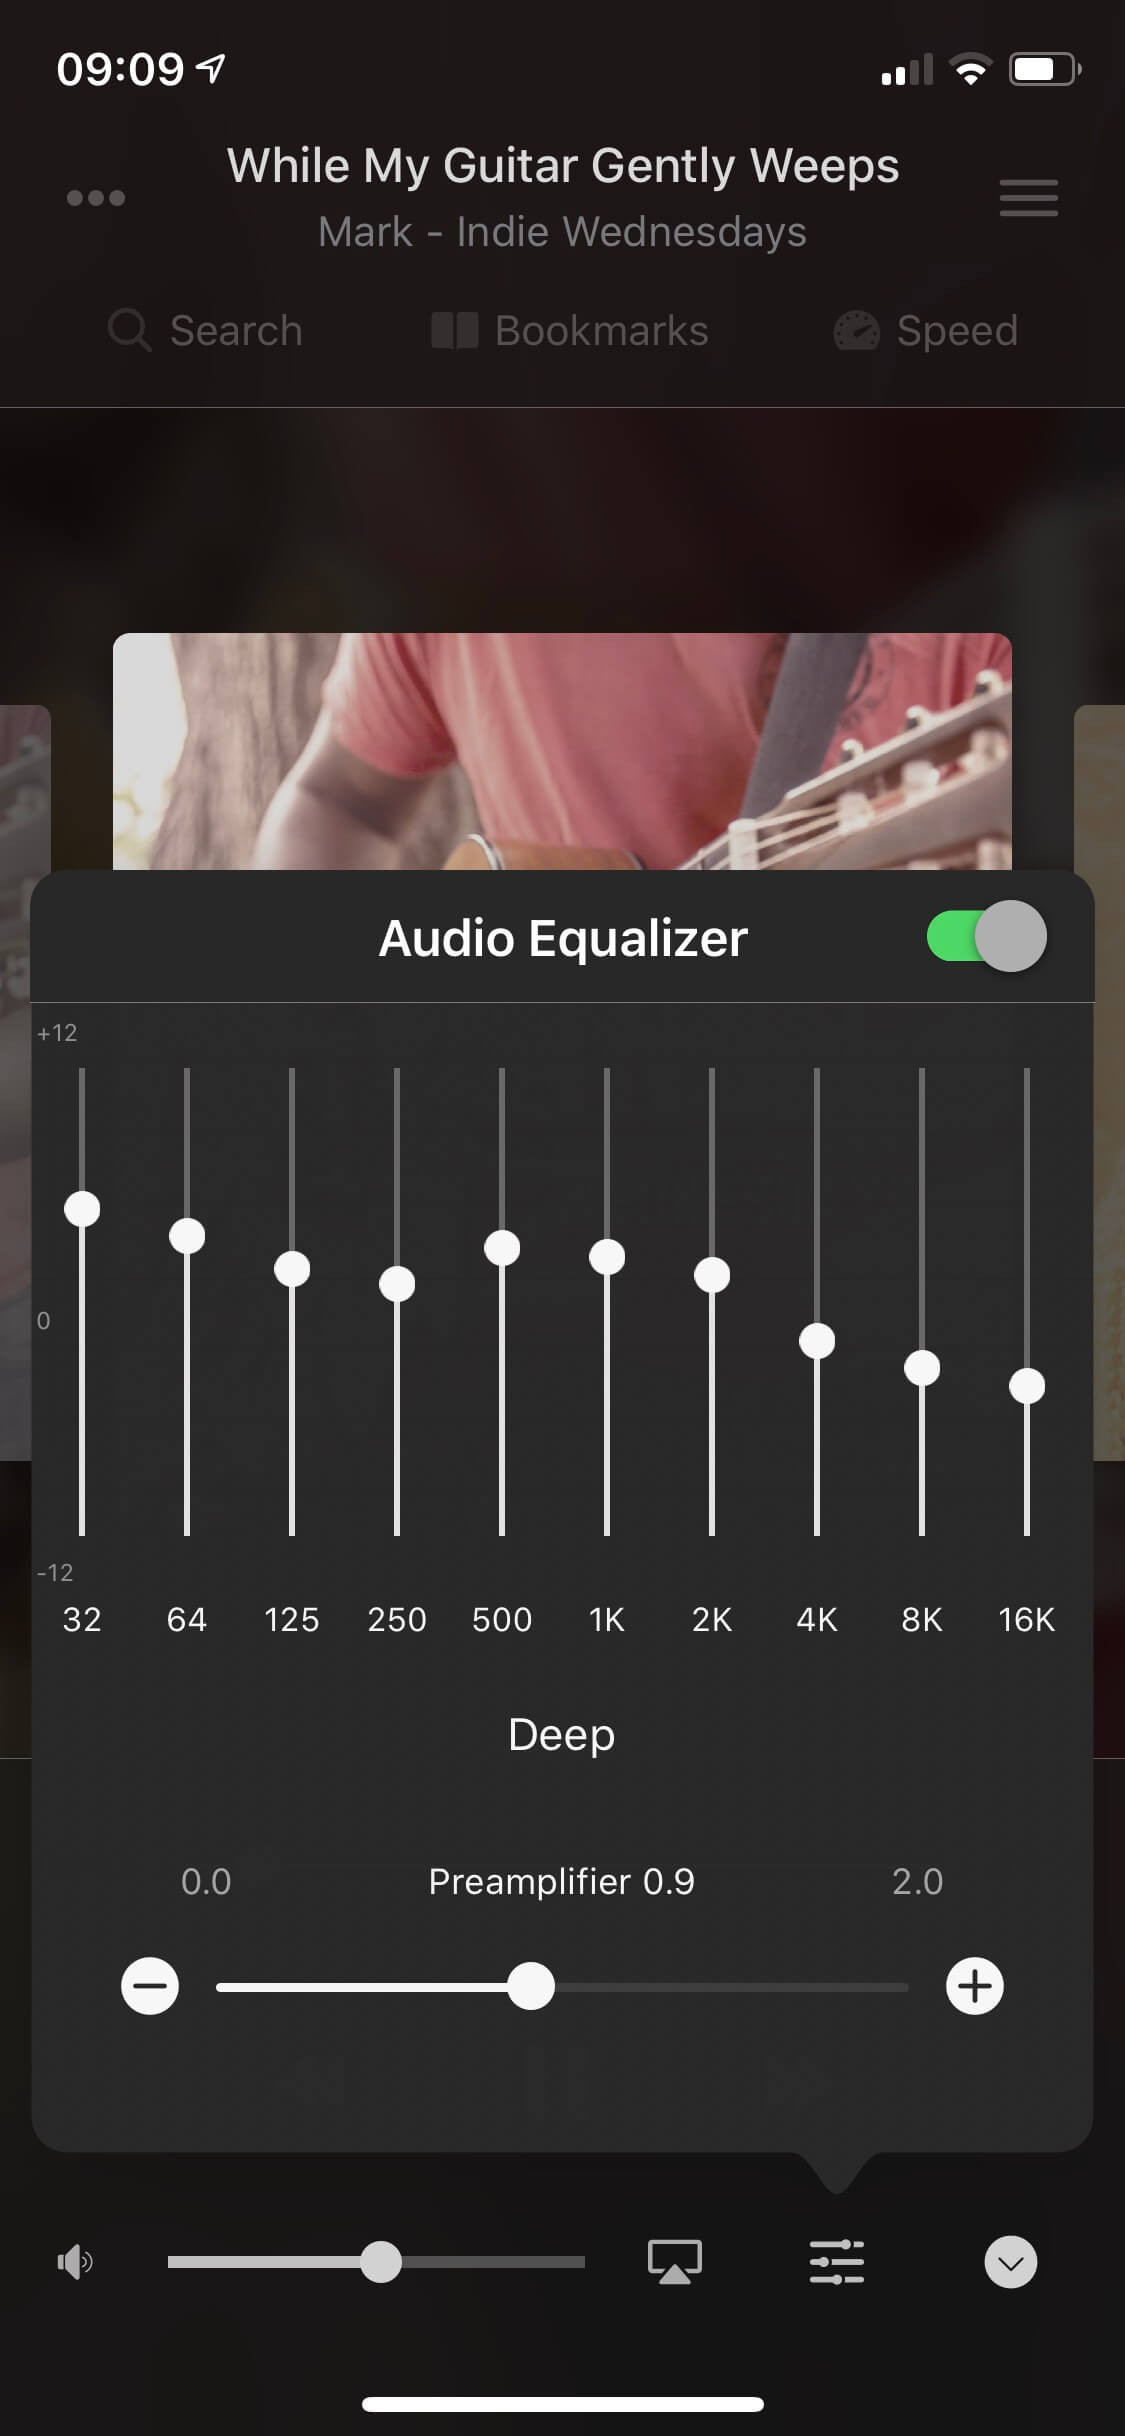 09:09
While My Guitar Gently Weeps
Mark - Indie Wednesdays
Search Bookmarks Speed
Audio Equalizer
+12
0
-12
32 64 125 250 500 1K 2K 4K 8K 16K
Deep
0.0 Preamplifier 0.9 2.0